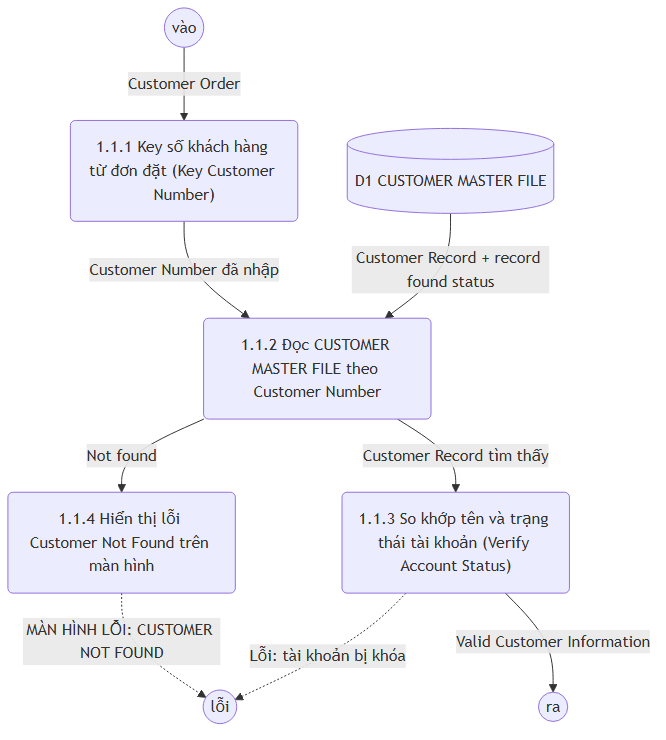 vào
Customer Order
1.1.1 Key số khách hàng
từ đơn đặt (Key Customer
Number)
D1 CUSTOMER MASTER FILE
Customer Number đã nhập
Customer Record + record
found status
1.1.2 Đọc CUSTOMER
MASTER FILE theo
Customer Number
Not found
Customer Record tìm thấy
1.1.4 Hiển thị lỗi
Customer Not Found trên
màn hình
1.1.3 So khớp tên và trạng
thái tài khoản (Verify
Account Status)
MÀN HÌNH LỖI: CUSTOMER
NOT FOUND
Lỗi: tài khoản bị khóa
Valid Customer Information
lỗi
ra